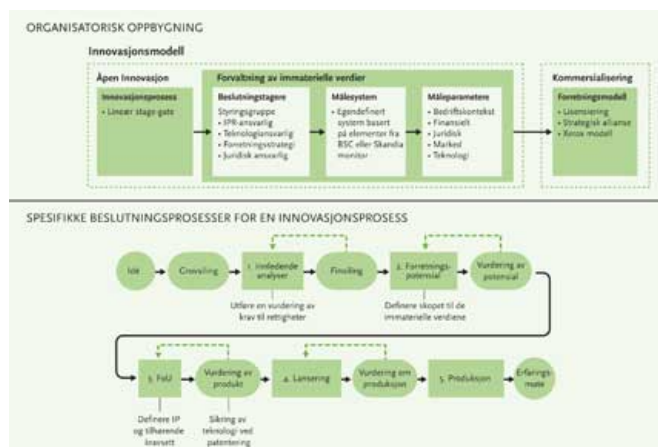 ORGANISATORISK OPPBYGNING
Innovasjonsmodell
Åpen Innovasjon
Innovasjonsprosess
• Lineær stage-gate
Forvaltning av immaterielle verdier
Beslutningstagere
Styringsgruppe
• IPR-ansvarlig
• Teknologiansvarlig
• Forretningsstrategi
• Juridisk ansvarlig
Målesystem
• Egendefinert
system basert
på elementer fra
BSC eller Skandia
monitor
Måleparametere
• Bedriftskontekst
• Finansielt
• Juridisk
• Marked
• Teknologi
Kommersialisering
Forretningsmodell
• Lisensiering
• Strategisk allianse
• Xerox modell
SPESIFIKKE BESLUTNINGSPROSESSER FOR EN INNOVASJONSPROSESS
Idé
Grovsiling
1. Innledende
analyser
Finsiling
2. Forretnings-
potensial
Vurdering av
potensial
Utføre en vurdering av
krav til rettigheter
Definere skopet til de
immaterielle verdiene
3. FoU
Vurdering av
produkt
4. Lansering
Vurdering om
produksjon
5. Produksjon
Erfarings-
møte
Definere IP
og tilhørende
kravsett
Sikring av
teknologi ved
patentering